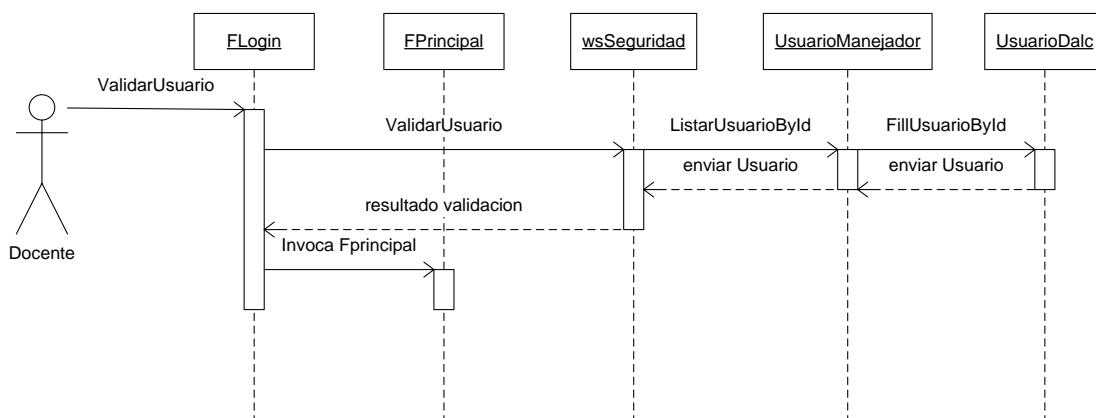 FLogin
FPrincipal
wsSeguridad
UsuarioManejador
UsuarioDalc
ValidarUsuario
ValidarUsuario
ListarUsuarioById
FillUsuarioById
enviar Usuario
enviar Usuario
resultado validacion
Invoca Fprincipal
Docente